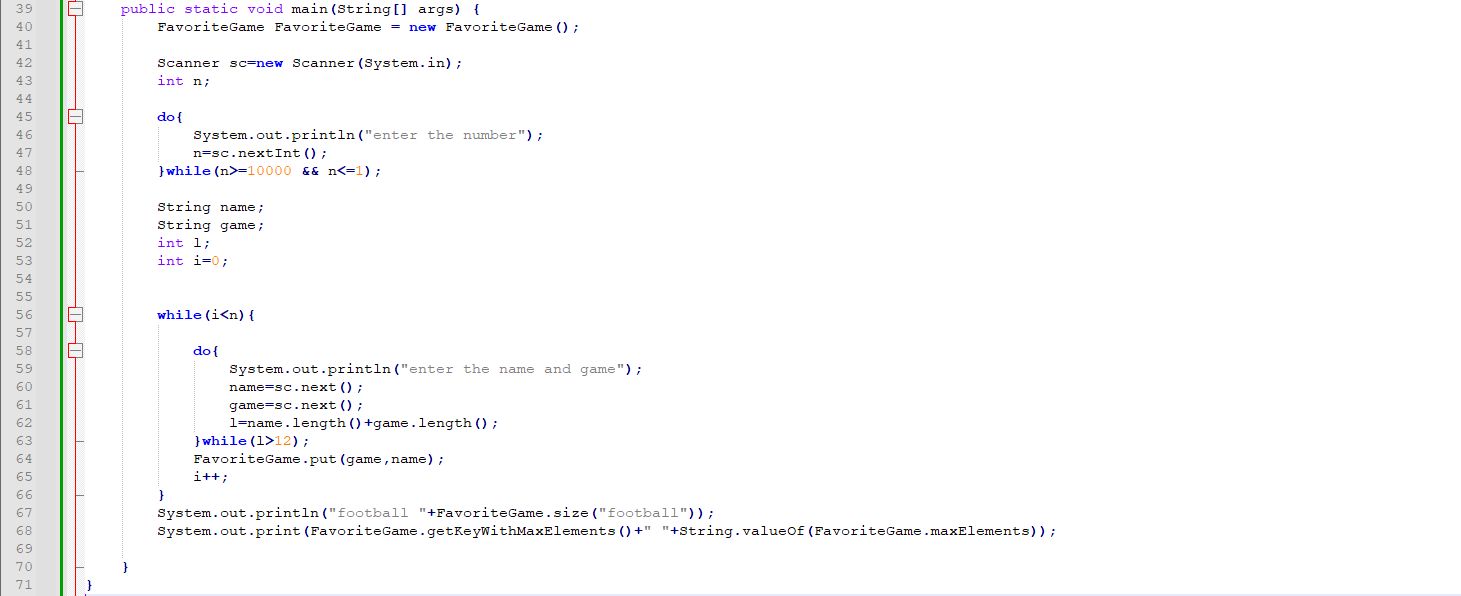 39 public static void main(String[] args) {
40 FavoriteGame FavoriteGame = new FavoriteGame();
41
42 Scanner sc=new Scanner(System.in);
43 int n;
44
45 do{
46 System.out.println("enter the number");
47 n=sc.nextInt();
48 }while(n>=10000 && n<=1);
49
50 String name;
51 String game;
52 int l;
53 int i=0;
54
55
56 while(i<n){
57
58 do{
59 System.out.println("enter the name and game");
60 name=sc.next();
61 game=sc.next();
62 l=name.length()+game.length();
63 }while(l>12);
64 FavoriteGame.put(game,name);
65 i++;
66 }
67 System.out.println("football "+FavoriteGame.size("football"));
68 System.out.print(FavoriteGame.getKeyWithMaxElements()+" "+String.valueOf(FavoriteGame.maxElements));
69
70 }
71 }